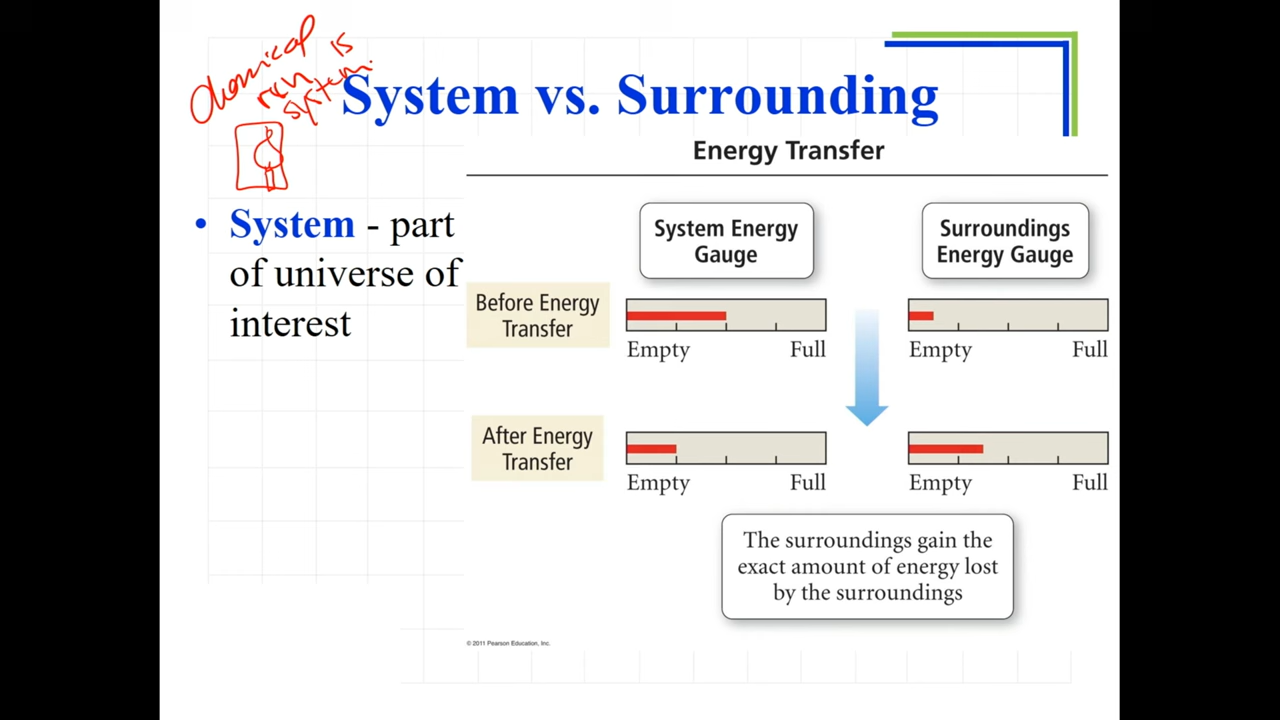 chemical
rxn is
system.
System vs. Surrounding
Energy Transfer
• System - part
of universe of
interest
System Energy
Gauge
Surroundings
Energy Gauge
Before Energy
Transfer
Empty Full
Empty Full
After Energy
Transfer
Empty Full
Empty Full
The surroundings gain the
exact amount of energy lost
by the surroundings
© 2011 Pearson Education, Inc.